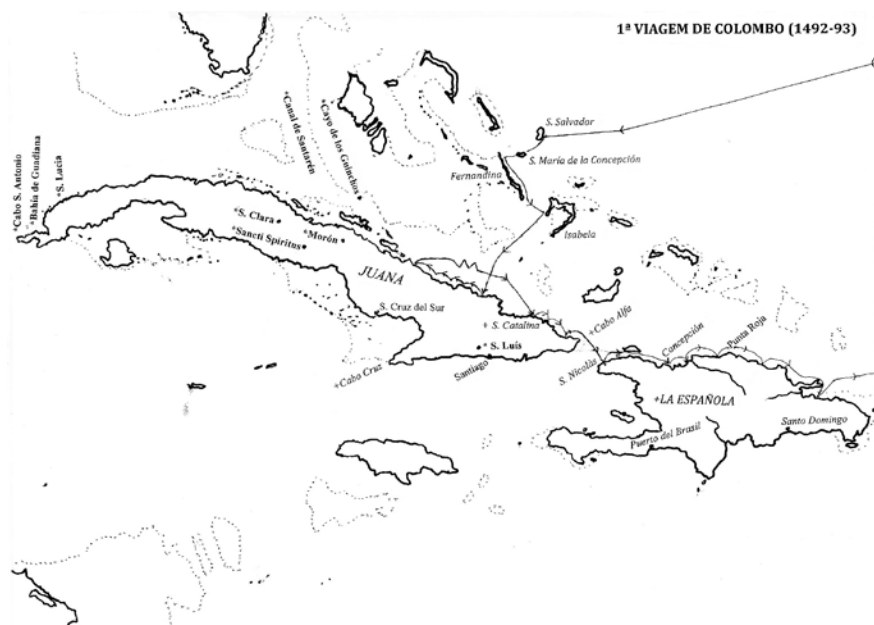 1ª VIAGEM DE COLOMBO (1492-93)
S. Salvador
S. María de la Concepción
Fernandina
Isabela
*Canal de Santarén
*Cayo de los Guinchos
*Cabo S. Antonio
*Bahía de Guadiana
*S. Lucia
*S. Clara
*Morón
*Sancti Spíritus
JUANA
S. Cruz del Sur
+ S. Catalina
+Cabo Alfa
* S. Luis
Santiago
+Cabo Cruz
S. Nicolás
Concepción
Punta Roja
+LA ESPAÑOLA
Santo Domingo
Puerto del Brasil